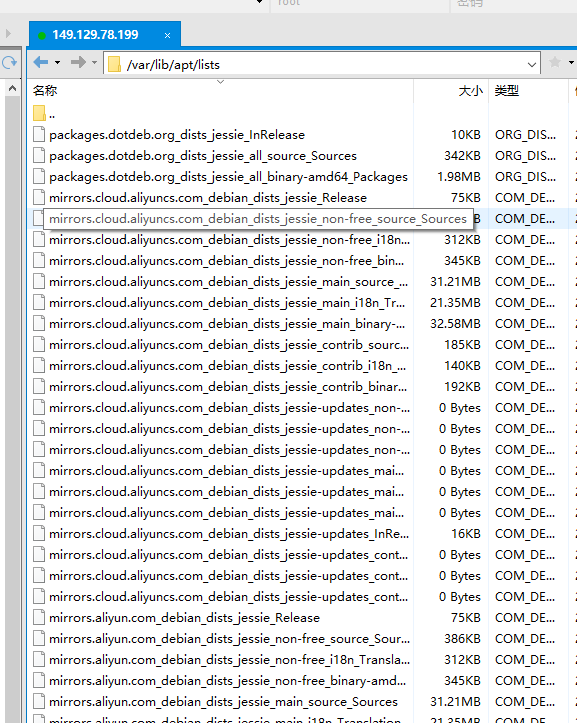 root
密码
149.129.78.199 ×
/var/lib/apt/lists
名称 大小 类型
..
packages.dotdeb.org_dists_jessie_InRelease 10KB ORG_DIS...
packages.dotdeb.org_dists_jessie_all_source_Sources 342KB ORG_DIS...
packages.dotdeb.org_dists_jessie_all_binary-amd64_Packages 1.98MB ORG_DIS...
mirrors.cloud.aliyuncs.com_debian_dists_jessie_Release 75KB COM_DE...
mirrors.cloud.aliyuncs.com_debian_dists_jessie_non-free_source_Sources B COM_DE...
mirrors.cloud.aliyuncs.com_debian_dists_jessie_non-free_i18n... 312KB COM_DE...
mirrors.cloud.aliyuncs.com_debian_dists_jessie_non-free_bin... 345KB COM_DE...
mirrors.cloud.aliyuncs.com_debian_dists_jessie_main_source_... 31.21MB COM_DE...
mirrors.cloud.aliyuncs.com_debian_dists_jessie_main_i18n_Tr... 21.35MB COM_DE...
mirrors.cloud.aliyuncs.com_debian_dists_jessie_main_binary-... 32.58MB COM_DE...
mirrors.cloud.aliyuncs.com_debian_dists_jessie_contrib_sourc... 185KB COM_DE...
mirrors.cloud.aliyuncs.com_debian_dists_jessie_contrib_i18n_... 140KB COM_DE...
mirrors.cloud.aliyuncs.com_debian_dists_jessie_contrib_binar... 192KB COM_DE...
mirrors.cloud.aliyuncs.com_debian_dists_jessie-updates_non-... 0 Bytes COM_DE...
mirrors.cloud.aliyuncs.com_debian_dists_jessie-updates_non-... 0 Bytes COM_DE...
mirrors.cloud.aliyuncs.com_debian_dists_jessie-updates_non-... 0 Bytes COM_DE...
mirrors.cloud.aliyuncs.com_debian_dists_jessie-updates_mai... 0 Bytes COM_DE...
mirrors.cloud.aliyuncs.com_debian_dists_jessie-updates_mai... 0 Bytes COM_DE...
mirrors.cloud.aliyuncs.com_debian_dists_jessie-updates_mai... 0 Bytes COM_DE...
mirrors.cloud.aliyuncs.com_debian_dists_jessie-updates_InRe... 16KB COM_DE...
mirrors.cloud.aliyuncs.com_debian_dists_jessie-updates_cont... 0 Bytes COM_DE...
mirrors.cloud.aliyuncs.com_debian_dists_jessie-updates_cont... 0 Bytes COM_DE...
mirrors.cloud.aliyuncs.com_debian_dists_jessie-updates_cont... 0 Bytes COM_DE...
mirrors.aliyun.com_debian_dists_jessie_Release 75KB COM_DE...
mirrors.aliyun.com_debian_dists_jessie_non-free_source_Sour... 386KB COM_DE...
mirrors.aliyun.com_debian_dists_jessie_non-free_i18n_Transla... 312KB COM_DE...
mirrors.aliyun.com_debian_dists_jessie_non-free_binary-amd... 345KB COM_DE...
mirrors.aliyun.com_debian_dists_jessie_main_source_Sources 31.21MB COM_DE...
mirrors.aliyun.com_debian_dists_jessie_main_i18n_Translation 21.35MB COM_DE...